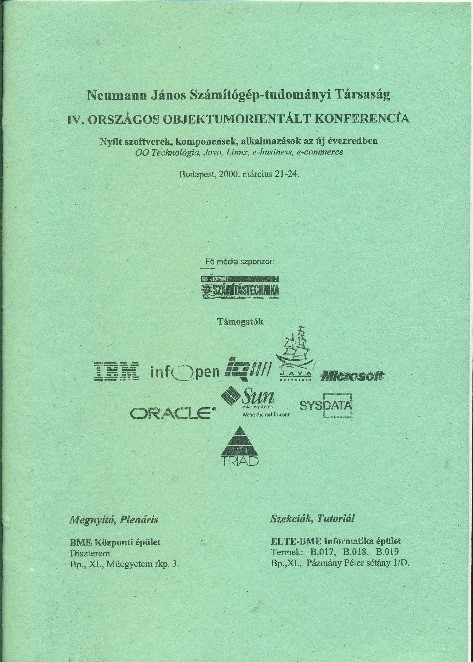 Neumann János Számítógép-tudományi Társaság
IV. ORSZÁGOS OBJEKTUMORIENTÁLT KONFERENCIA
Nyílt szoftverek, komponensek, alkalmazások az új évezredben
OO Technológia, Java, Linux, e-business, e-commerce
Budapest, 2000. március 21-24.
Fő média szponzor:
SZÁMÍTÁSTECHNIKA
Támogatók
IBM infOpen IQ JAVA Microsoft
ORACLE Sun SYSDATA
TRIAD
Megnyitó, Plenáris
BME Központi épület
Díszterem
Bp., XI., Műegyetem rkp. 3.
Szekciók, Tutoriál
ELTE-BME Informatika épület
Termek: B.017, B.018, B.019
Bp.,XI., Pázmány Péter sétány 1/D.